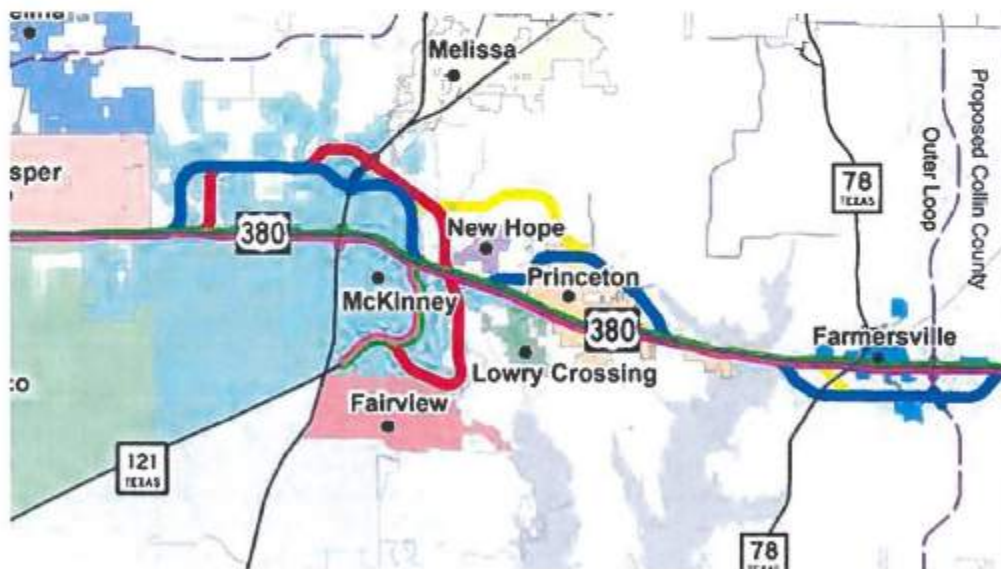 Melissa
sper
380
New Hope
McKinney
Princeton
380
Lowry Crossing
Fairview
121
TEXAS
78
TEXAS
Proposed Collin County
Outer Loop
Farmersville
78
TEXAS